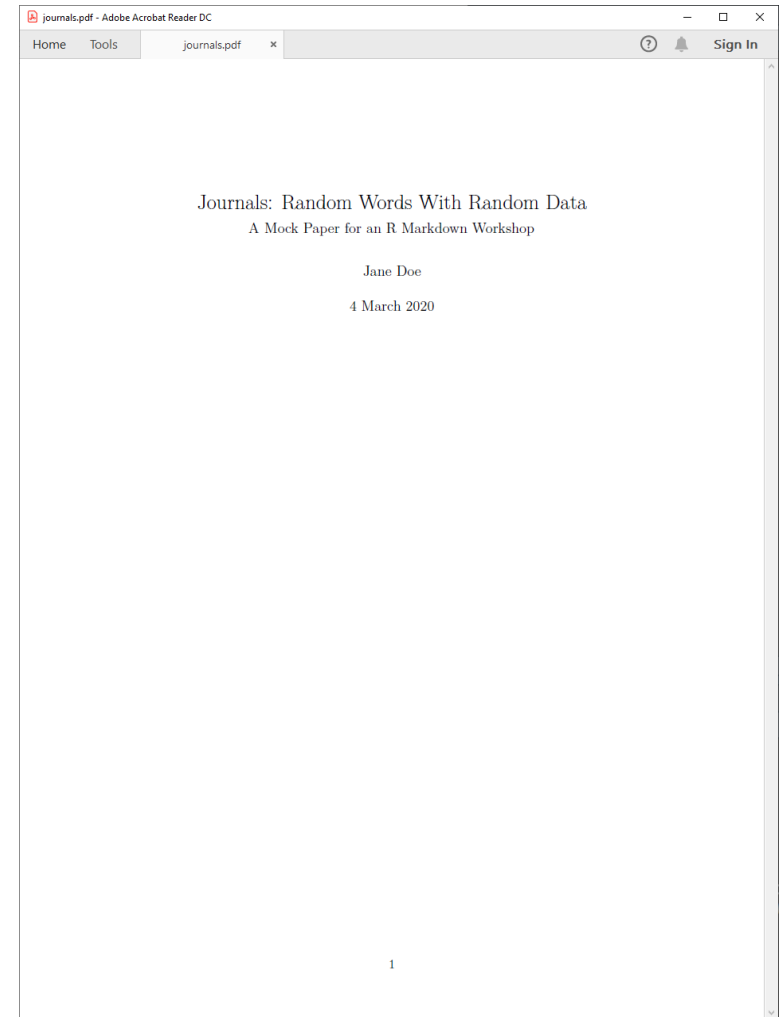 journals.pdf - Adobe Acrobat Reader DC
Home Tools journals.pdf × ? Sign In
Journals: Random Words With Random Data
A Mock Paper for an R Markdown Workshop
Jane Doe
4 March 2020
1